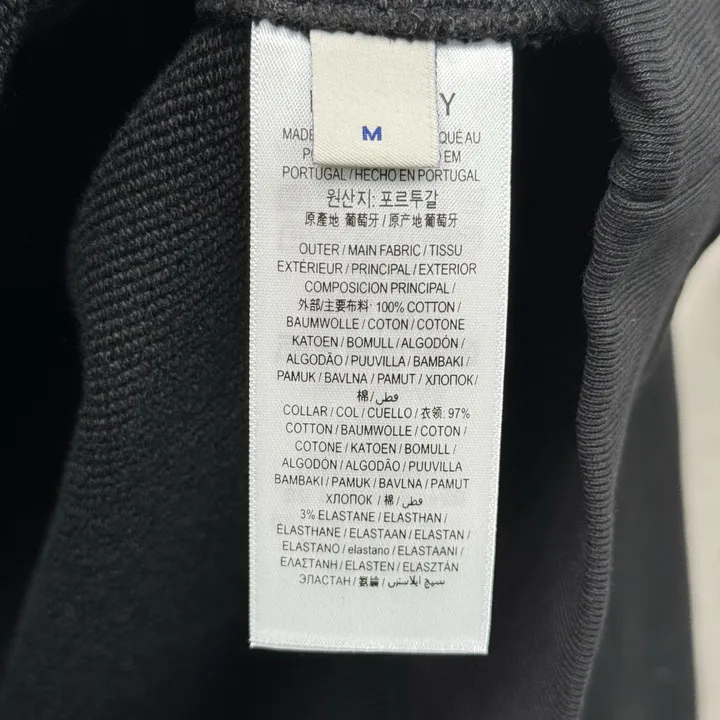 Y
M
MADE QUÉ AU
EM
PORTUGAL / HECHO EN PORTUGAL
원산지: 포르투갈
原產地 葡萄牙 / 原产地 葡萄牙
OUTER / MAIN FABRIC / TISSU
EXTÉRIEUR / PRINCIPAL / EXTERIOR
COMPOSICION PRINCIPAL /
外部/主要布料: 100% COTTON /
BAUMWOLLE / COTON / COTONE
KATOEN / BOMULL / ALGODÓN /
ALGODÃO / PUUVILLA / BAMBAKI /
PAMUK / BAVLNA / PAMUT / ХЛОПОК /
棉 / قطن /
COLLAR / COL / CUELLO / 衣领: 97%
COTTON / BAUMWOLLE / COTON /
COTONE / KATOEN / BOMULL /
ALGODÓN / ALGODÃO / PUUVILLA
BAMBAKI / PAMUK / BAVLNA / PAMUT
ХЛОПОК / 棉 / قطن /
3% ELASTANE / ELASTHAN /
ÉLASTHANE / ELASTAAN / ELASTAN /
ELASTANO / elastano / ELASTAANI /
ΕΛΑΣΤΑΝΗ / ELASTEN / ELASZTÁN
ЭЛАСТАН / 氨綸 / نسيج ايلاستين